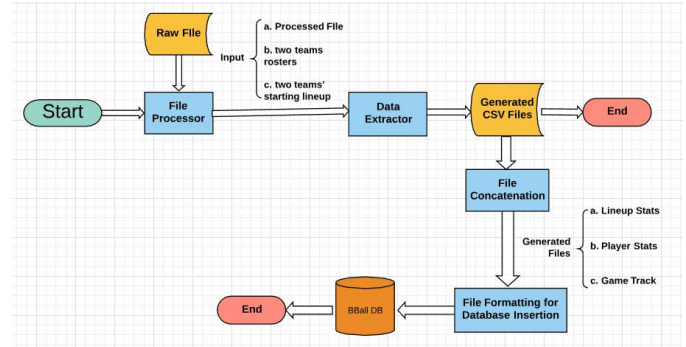 Raw FIle
Input
a. Processed FIle
b. two teams
rosters
c. two teams'
starting lineup
Start
File
Processor
Data
Extractor
Generated
CSV Files
End
File
Concatenation
Generated
Files
a. Lineup Stats
b. Player Stats
c. Game Track
File Formatting for
Database Insertion
BBall DB
End